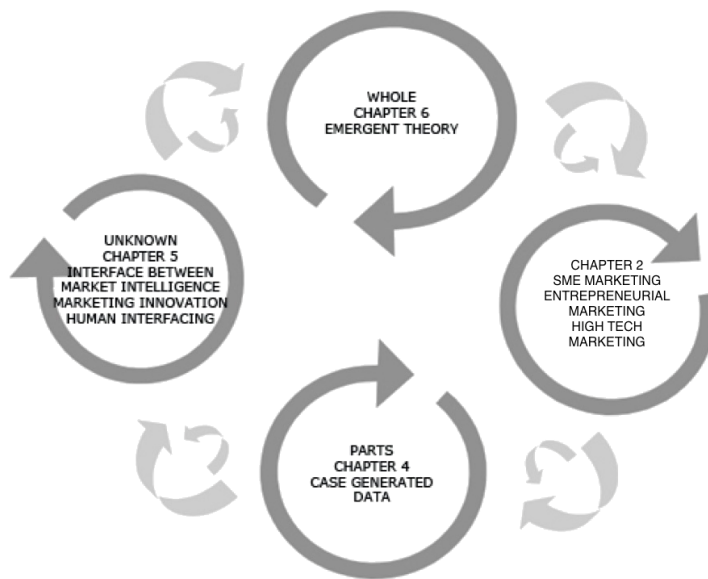 WHOLE
CHAPTER 6
EMERGENT THEORY
UNKNOWN
CHAPTER 5
INTERFACE BETWEEN
MARKET INTELLIGENCE
MARKETING INNOVATION
HUMAN INTERFACING
CHAPTER 2
SME MARKETING
ENTREPRENEURIAL
MARKETING
HIGH TECH
MARKETING
PARTS
CHAPTER 4
CASE GENERATED
DATA